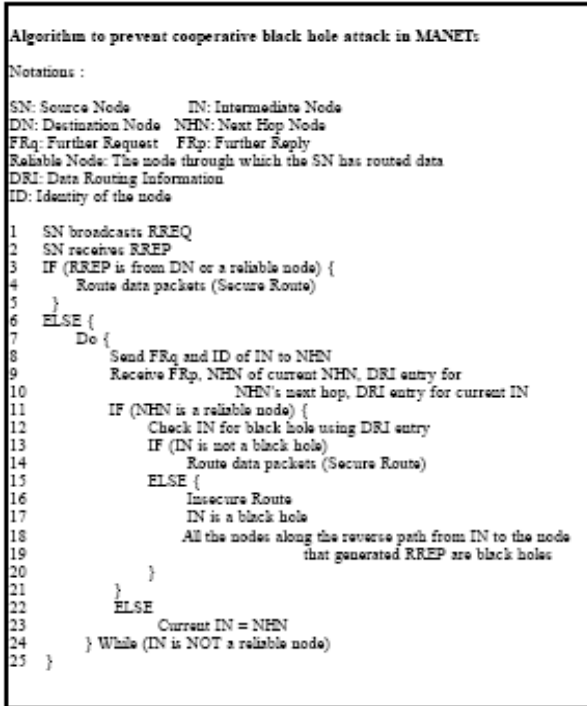 Algorithm to prevent cooperative black hole attack in MANETs
Notations :
SN: Source Node IN: Intermediate Node
DN: Destination Node NHN: Next Hop Node
FRq: Further Request FRp: Further Reply
Reliable Node: The node through which the SN has routed data
DRI: Data Routing Information
ID: Identity of the node
1 SN broadcasts RREQ
2 SN receives RREP
3 IF (RREP is from DN or a reliable node) {
4 Route data packets (Secure Route)
5 }
6 ELSE {
7 Do {
8 Send FRq and ID of IN to NHN
9 Receive FRp, NHN of current NHN, DRI entry for
10 NHN's next hop, DRI entry for current IN
11 IF (NHN is a reliable node) {
12 Check IN for black hole using DRI entry
13 IF (IN is not a black hole)
14 Route data packets (Secure Route)
15 ELSE {
16 Insecure Route
17 IN is a black hole
18 All the nodes along the reverse path from IN to the node
19 that generated RREP are black holes
20 }
21 }
22 ELSE
23 Current IN = NHN
24 } While (IN is NOT a reliable node)
25 }